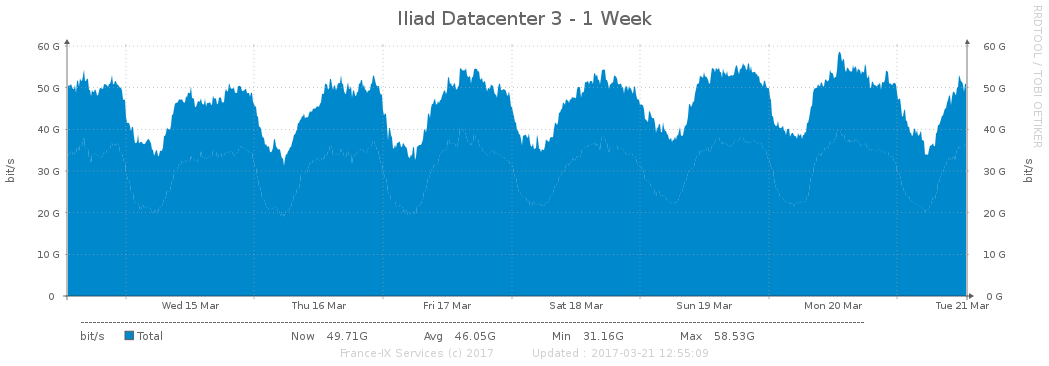 Iliad Datacenter 3 - 1 Week
RRDTOOL / TOBI OETIKER
60 G 60 G
50 G 50 G
40 G 40 G
30 G 30 G
20 G 20 G
10 G 10 G
0 0 G
bit/s bit/s
Wed 15 Mar Thu 16 Mar Fri 17 Mar Sat 18 Mar Sun 19 Mar Mon 20 Mar Tue 21 Mar
bit/s Total Now 49.71G Avg 46.05G Min 31.16G Max 58.53G
France-IX Services (c) 2017 Updated : 2017-03-21 12:55:09